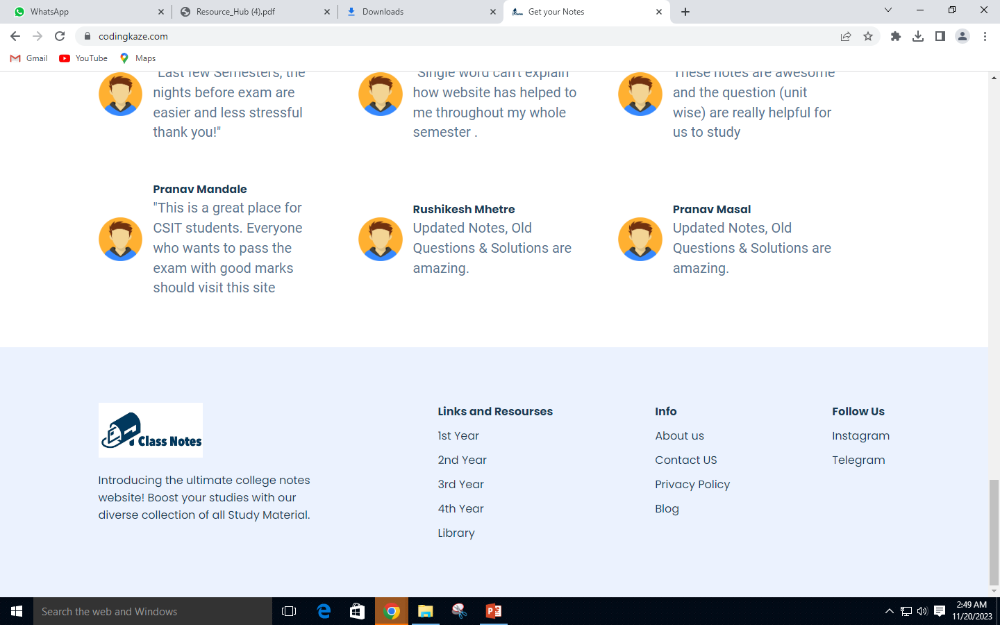 WhatsApp
Resource_Hub (4).pdf
Downloads
Get your Notes
codingkaze.com
Gmail
YouTube
Maps
"Last few Semesters, the
nights before exam are
easier and less stressful
thank you!"
"Single word can't explain
how website has helped to
me throughout my whole
semester .
These notes are awesome
and the question (unit
wise) are really helpful for
us to study
Pranav Mandale
"This is a great place for
CSIT students. Everyone
who wants to pass the
exam with good marks
should visit this site
Rushikesh Mhetre
Updated Notes, Old
Questions & Solutions are
amazing.
Pranav Masal
Updated Notes, Old
Questions & Solutions are
amazing.
Class Notes
Introducing the ultimate college notes
website! Boost your studies with our
diverse collection of all Study Material.
Links and Resourses
1st Year
2nd Year
3rd Year
4th Year
Library
Info
About us
Contact US
Privacy Policy
Blog
Follow Us
Instagram
Telegram
Search the web and Windows
2:49 AM
11/20/2023